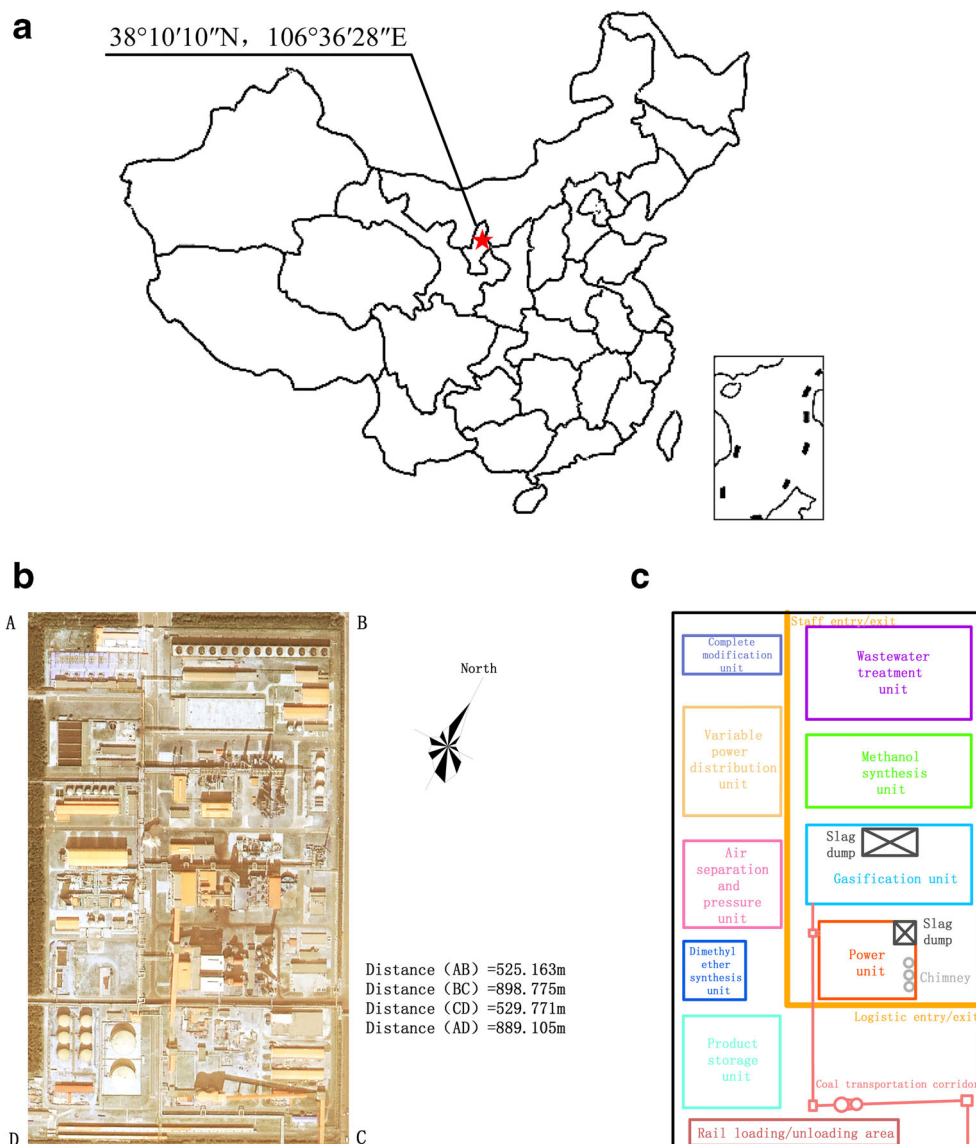 a
38°10′10″N，106°36′28″E
b
A
B
North
Distance（AB）=525.163m
Distance（BC）=898.775m
Distance（CD）=529.771m
Distance（AD）=889.105m
D
C
c
Staff entry/exit
Complete
modification
unit
Wastewater
treatment
unit
Variable
power
distribution
unit
Methanol
synthesis
unit
Slag
dump
Gasification unit
Air
separation
and
pressure
unit
Slag
dump
Power
unit
Chimney
Dimethyl
ether
synthesis
unit
Logistic entry/exit
Product
storage
unit
Coal transportation corridor
Rail loading/unloading area